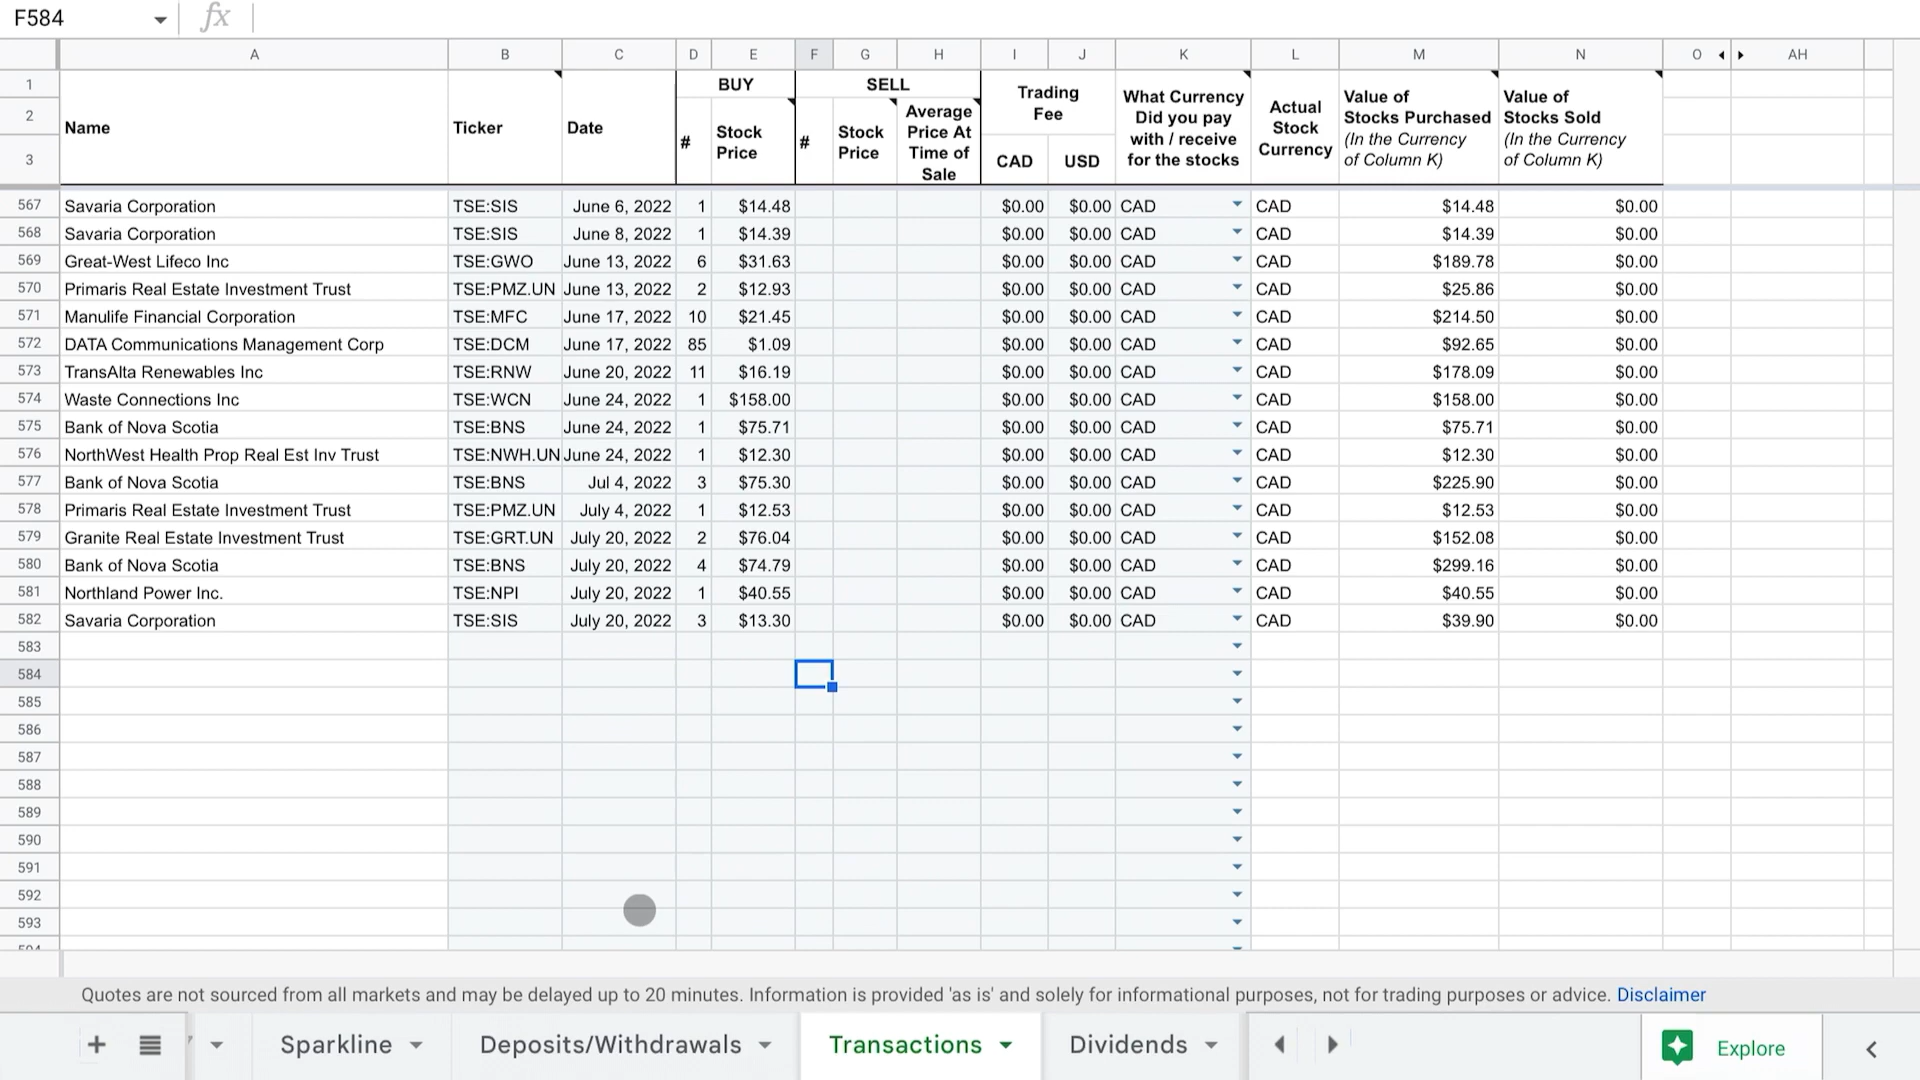 F584
fx
A B C D E F G H I J K L M N O AH
1 BUY SELL
2
3
Name
Ticker
Date
#
Stock
Price
#
Stock
Price
Average
Price At
Time of
Sale
Trading
Fee
CAD USD
What Currency
Did you pay
with / receive
for the stocks
Actual
Stock
Currency
Value of
Stocks Purchased
(In the Currency
of Column K)
Value of
Stocks Sold
(In the Currency
of Column K)
567 Savaria Corporation TSE:SIS June 6, 2022 1 $14.48 $0.00 $0.00 CAD CAD $14.48 $0.00
568 Savaria Corporation TSE:SIS June 8, 2022 1 $14.39 $0.00 $0.00 CAD CAD $14.39 $0.00
569 Great-West Lifeco Inc TSE:GWO June 13, 2022 6 $31.63 $0.00 $0.00 CAD CAD $189.78 $0.00
570 Primaris Real Estate Investment Trust TSE:PMZ.UN June 13, 2022 2 $12.93 $0.00 $0.00 CAD CAD $25.86 $0.00
571 Manulife Financial Corporation TSE:MFC June 17, 2022 10 $21.45 $0.00 $0.00 CAD CAD $214.50 $0.00
572 DATA Communications Management Corp TSE:DCM June 17, 2022 85 $1.09 $0.00 $0.00 CAD CAD $92.65 $0.00
573 TransAlta Renewables Inc TSE:RNW June 20, 2022 11 $16.19 $0.00 $0.00 CAD CAD $178.09 $0.00
574 Waste Connections Inc TSE:WCN June 24, 2022 1 $158.00 $0.00 $0.00 CAD CAD $158.00 $0.00
575 Bank of Nova Scotia TSE:BNS June 24, 2022 1 $75.71 $0.00 $0.00 CAD CAD $75.71 $0.00
576 NorthWest Health Prop Real Est Inv Trust TSE:NWH.UN June 24, 2022 1 $12.30 $0.00 $0.00 CAD CAD $12.30 $0.00
577 Bank of Nova Scotia TSE:BNS Jul 4, 2022 3 $75.30 $0.00 $0.00 CAD CAD $225.90 $0.00
578 Primaris Real Estate Investment Trust TSE:PMZ.UN July 4, 2022 1 $12.53 $0.00 $0.00 CAD CAD $12.53 $0.00
579 Granite Real Estate Investment Trust TSE:GRT.UN July 20, 2022 2 $76.04 $0.00 $0.00 CAD CAD $152.08 $0.00
580 Bank of Nova Scotia TSE:BNS July 20, 2022 4 $74.79 $0.00 $0.00 CAD CAD $299.16 $0.00
581 Northland Power Inc. TSE:NPI July 20, 2022 1 $40.55 $0.00 $0.00 CAD CAD $40.55 $0.00
582 Savaria Corporation TSE:SIS July 20, 2022 3 $13.30 $0.00 $0.00 CAD CAD $39.90 $0.00
583
584
585
586
587
588
589
590
591
592
593
Quotes are not sourced from all markets and may be delayed up to 20 minutes. Information is provided 'as is' and solely for informational purposes, not for trading purposes or advice. Disclaimer
Sparkline Deposits/Withdrawals Transactions Dividends Explore